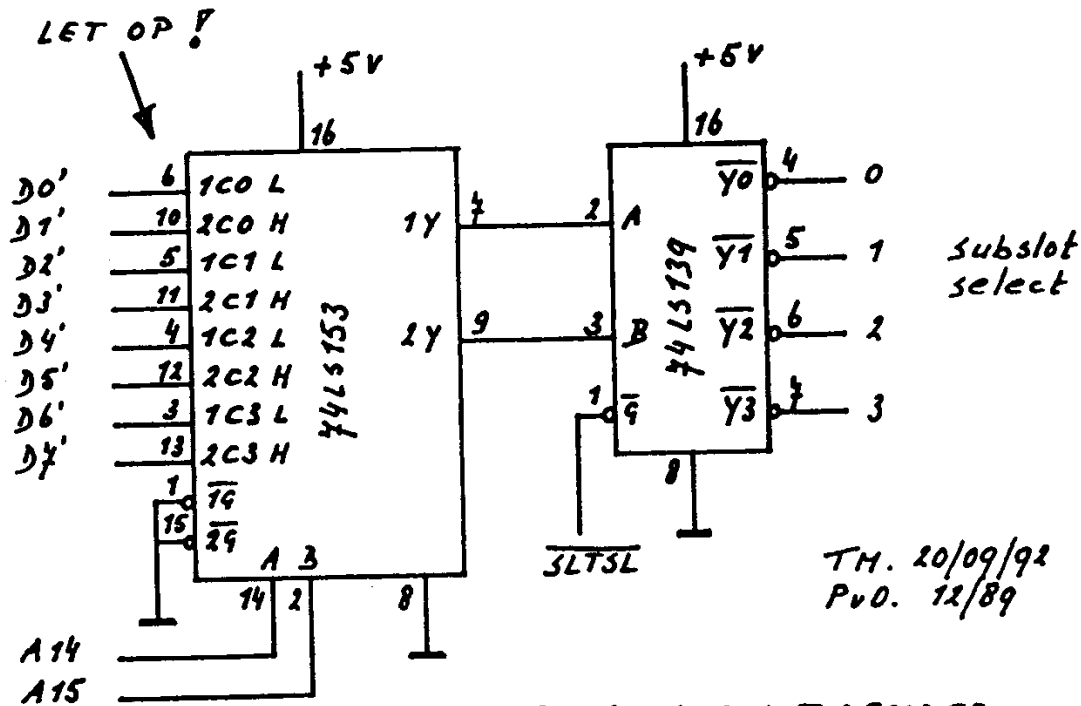 LET OP!
+5V
+5V
16
16
D0' 6 1C0 L
D1' 10 2C0 H
D2' 5 1C1 L
D3' 11 2C1 H
D4' 4 1C2 L
D5' 12 2C2 H
D6' 3 1C3 L
D7' 13 2C3 H
1 1G
15 2G
A B
14 2 8
A14
A15
74LS153
1Y 7
2Y 9
2 A
3 B
1 G
74LS139
Y0 4 0
Y1 5 1
Y2 6 2
Y3 7 3
8
subslot
select
SLTSL
TM. 20/09/92
PvD. 12/89